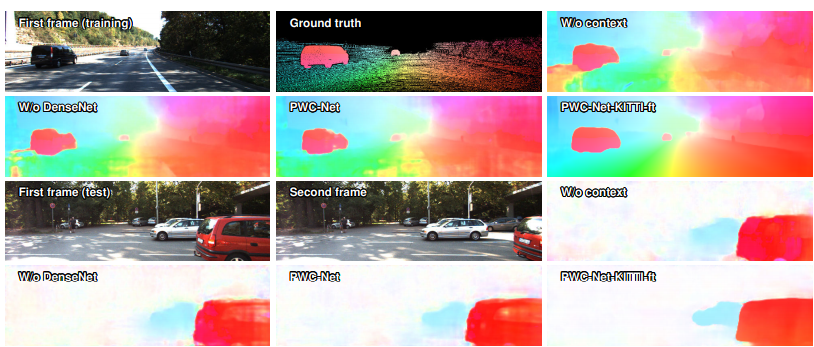 First frame (training)
Ground truth
W/o context
W/o DenseNet
PWC-Net
PWC-Net-KITTI-ft
First frame (test)
Second frame
W/o context
W/o DenseNet
PWC-Net
PWC-Net-KITTI-ft